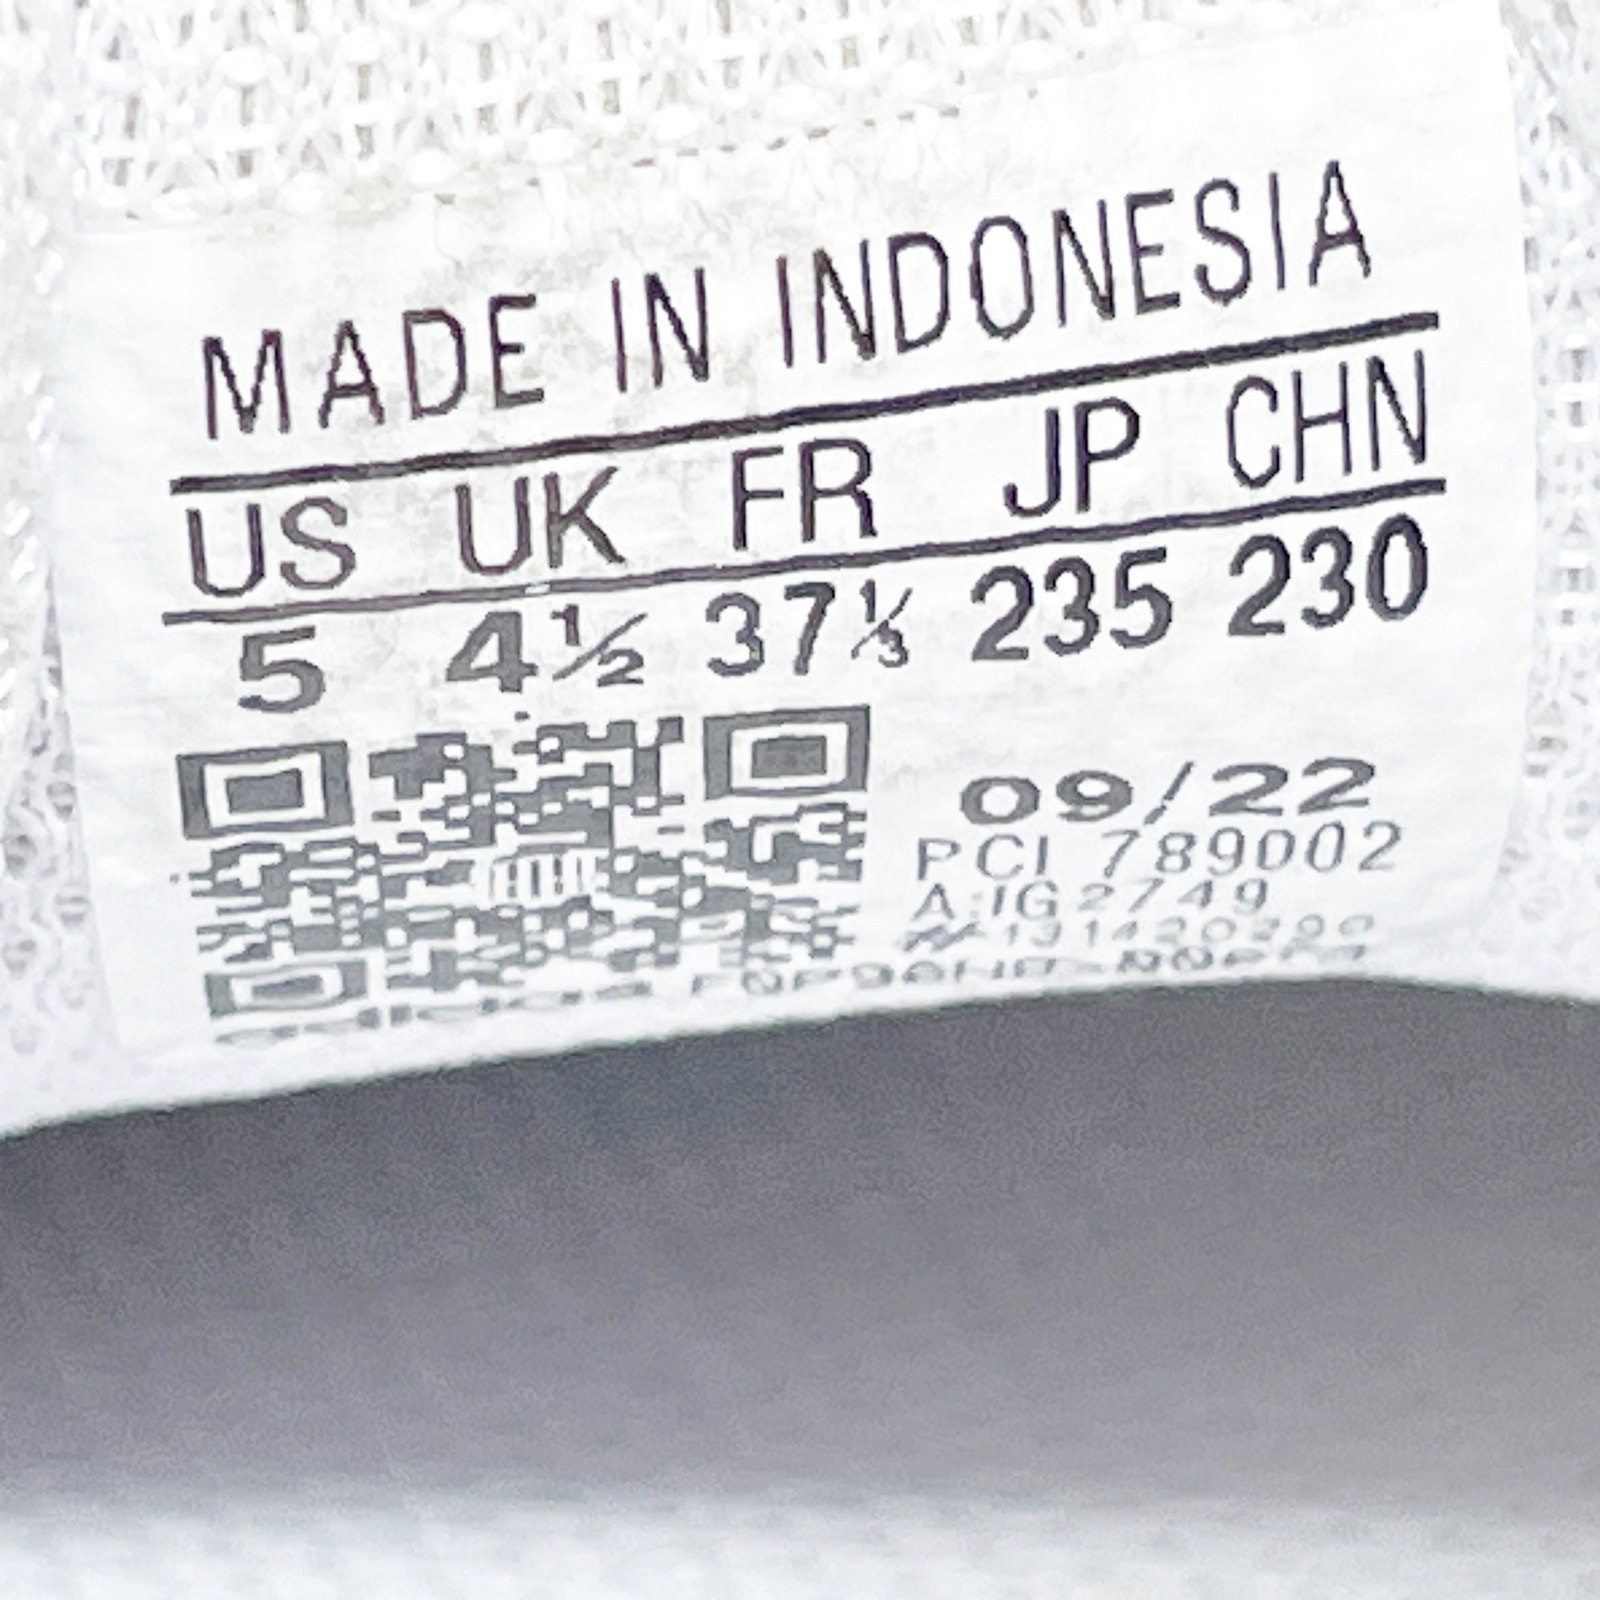 MADE IN INDONESIA
US UK FR JP CHN
5 4½ 37⅓ 235 230
09/22
PCI 789002
A:IG2749